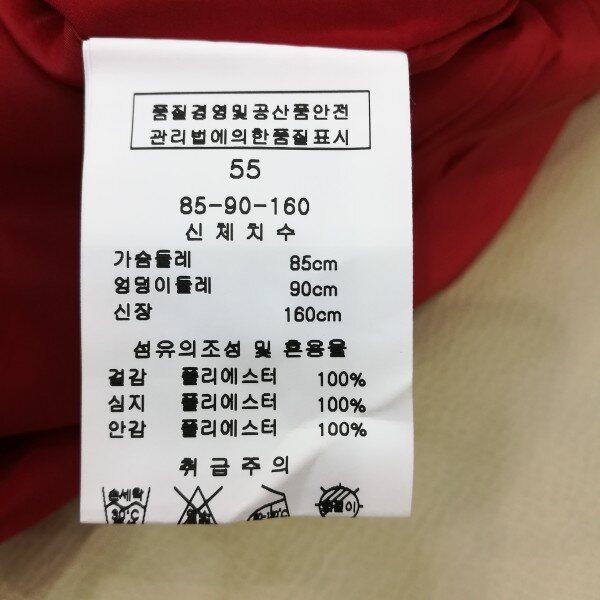 품질경영및공산품안전
관리법에의한품질표시
55
85-90-160
신체치수
가슴둘레 85cm
엉덩이둘레 90cm
신장 160cm
섬유의조성 및 혼용율
겉감 폴리에스터 100%
심지 폴리에스터 100%
안감 폴리에스터 100%
취급주의
손세탁
30℃